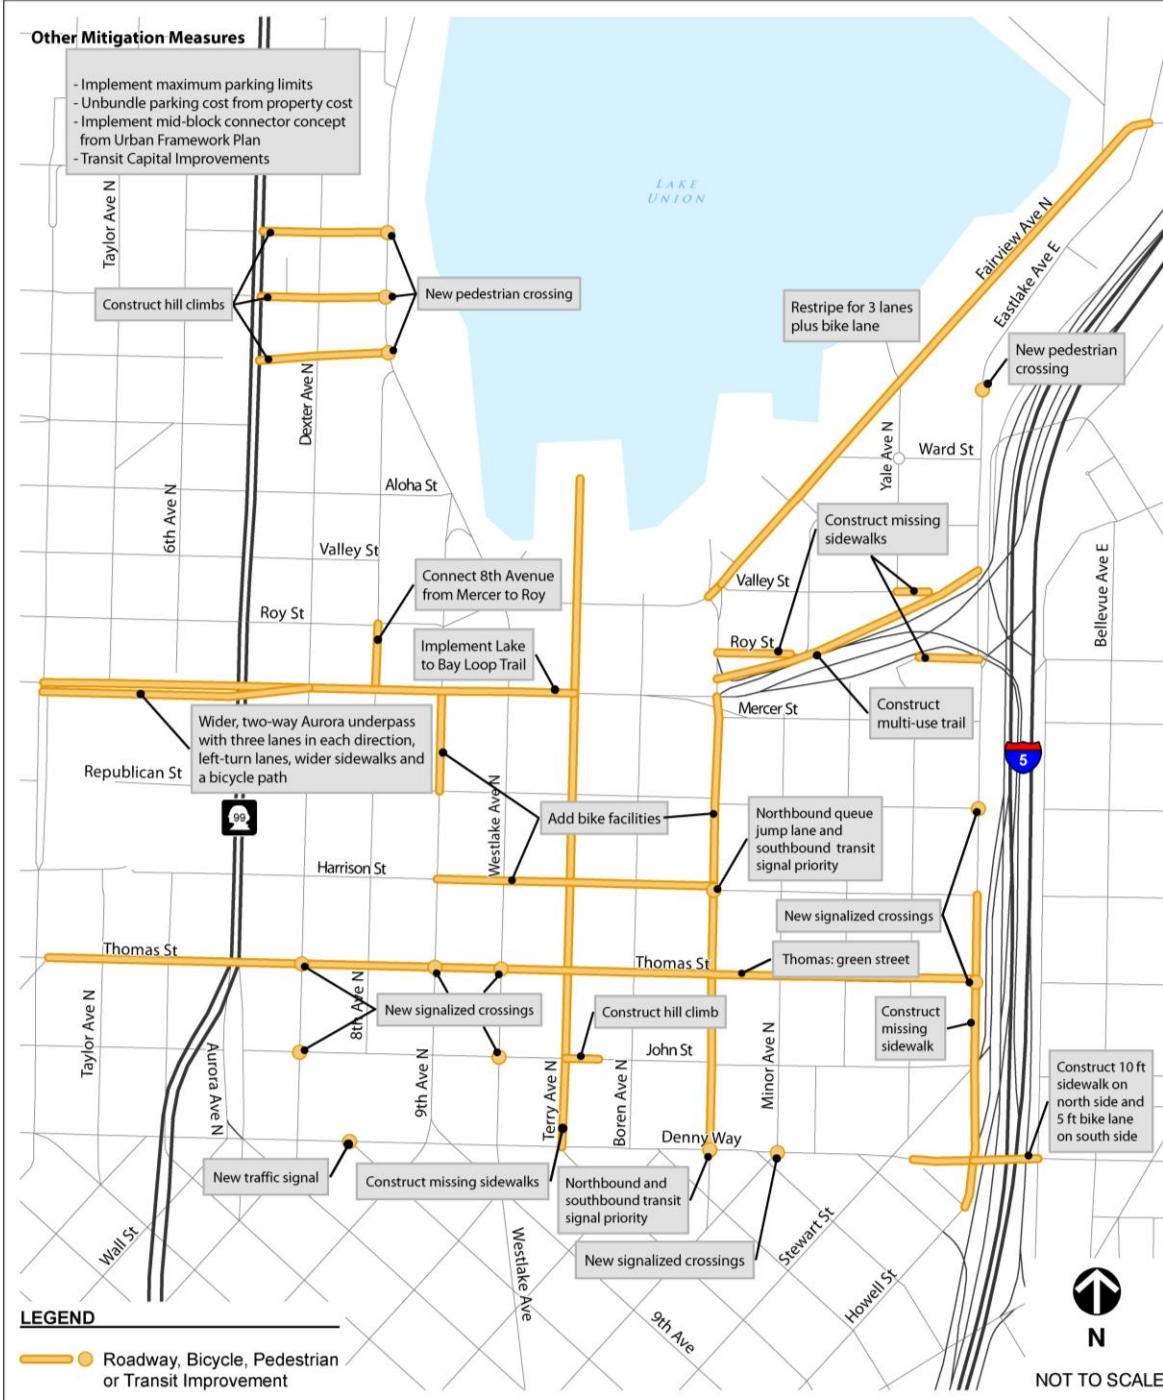 Other Mitigation Measures
- Implement maximum parking limits
- Unbundle parking cost from property cost
- Implement mid-block connector concept
from Urban Framework Plan
- Transit Capital Improvements
LAKE
UNION
Taylor Ave N
Fairview Ave N
Eastlake Ave E
Construct hill climbs
New pedestrian crossing
Restripe for 3 lanes
plus bike lane
New pedestrian
crossing
Dexter Ave N
Yale Ave N
Ward St
Aloha St
6th Ave N
Construct missing
sidewalks
Valley St
Bellevue Ave E
Connect 8th Avenue
from Mercer to Roy
Valley St
Roy St
Implement Lake
to Bay Loop Trail
Roy St
Mercer St
Construct
multi-use trail
Wider, two-way Aurora underpass
with three lanes in each direction,
left-turn lanes, wider sidewalks and
a bicycle path
Republican St
5
99
Westlake Ave N
Add bike facilities
Northbound queue
jump lane and
southbound transit
signal priority
Harrison St
New signalized crossings
Thomas St
Thomas St
Thomas: green street
Taylor Ave N
Aurora Ave N
8th Ave N
New signalized crossings
Construct hill climb
Construct
missing
sidewalk
9th Ave N
Terry Ave N
Boren Ave N
John St
Minor Ave N
Construct 10 ft
sidewalk on
north side and
5 ft bike lane
on south side
Denny Way
New traffic signal
Construct missing sidewalks
Northbound and
southbound transit
signal priority
New signalized crossings
Wall St
Westlake Ave
9th Ave
Stewart St
Howell St
LEGEND
Roadway, Bicycle, Pedestrian
or Transit Improvement
N
NOT TO SCALE